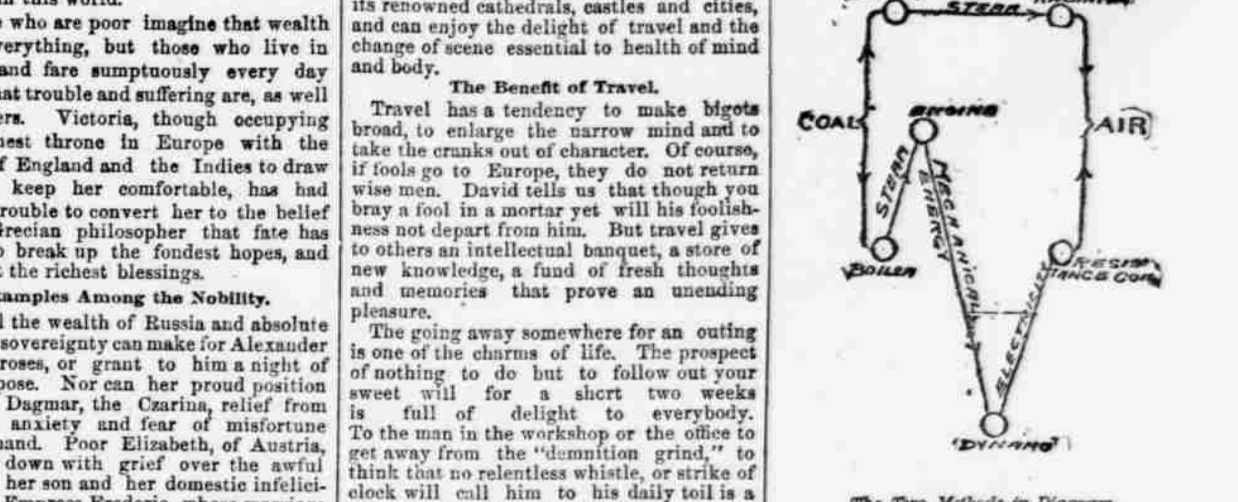 who are poor imagine that wealth
verything, but those who live in
and fare sumptuously every day
hat trouble and suffering are, as well
ers. Victoria, though occupying
hest throne in Europe with the
f England and the Indies to draw
keep her comfortable, has had
rouble to convert her to the belief
Grecian philosopher that fate has
o break up the fondest hopes, and
t the richest blessings.
xamples Among the Nobility.
l the wealth of Russia and absolute
sovereignty can make for Alexander
roses, or grant to him a night of
pose. Nor can her proud position
Dagmar, the Czarina, relief from
anxiety and fear of misfortune
hand. Poor Elizabeth, of Austria,
down with grief over the awful
her son and her domestic infelici-
its renowned cathedrals, castles and cities,
and can enjoy the delight of travel and the
change of scene essential to health of mind
and body.
The Benefit of Travel.
Travel has a tendency to make bigots
broad, to enlarge the narrow mind and to
take the cranks out of character. Of course,
if fools go to Europe, they do not return
wise men. David tells us that though you
bray a fool in a mortar yet will his foolish-
ness not depart from him. But travel gives
to others an intellectual banquet, a store of
new knowledge, a fund of fresh thoughts
and memories that prove an unending
pleasure.
The going away somewhere for an outing
is one of the charms of life. The prospect
of nothing to do but to follow out your
sweet will for a short two weeks
is full of delight to everybody.
To the man in the workshop or the office to
get away from the "demnition grind," to
think that no relentless whistle, or strike of
clock will call him to his daily toil is a
STEAM
COAL
ENGINE
AIR
STEAM
MECHANICAL
ENERGY
BOILER
RESIS
TANCE COIL
ELECTRICITY
"DYNAMO"
The Two Methods in Diagram